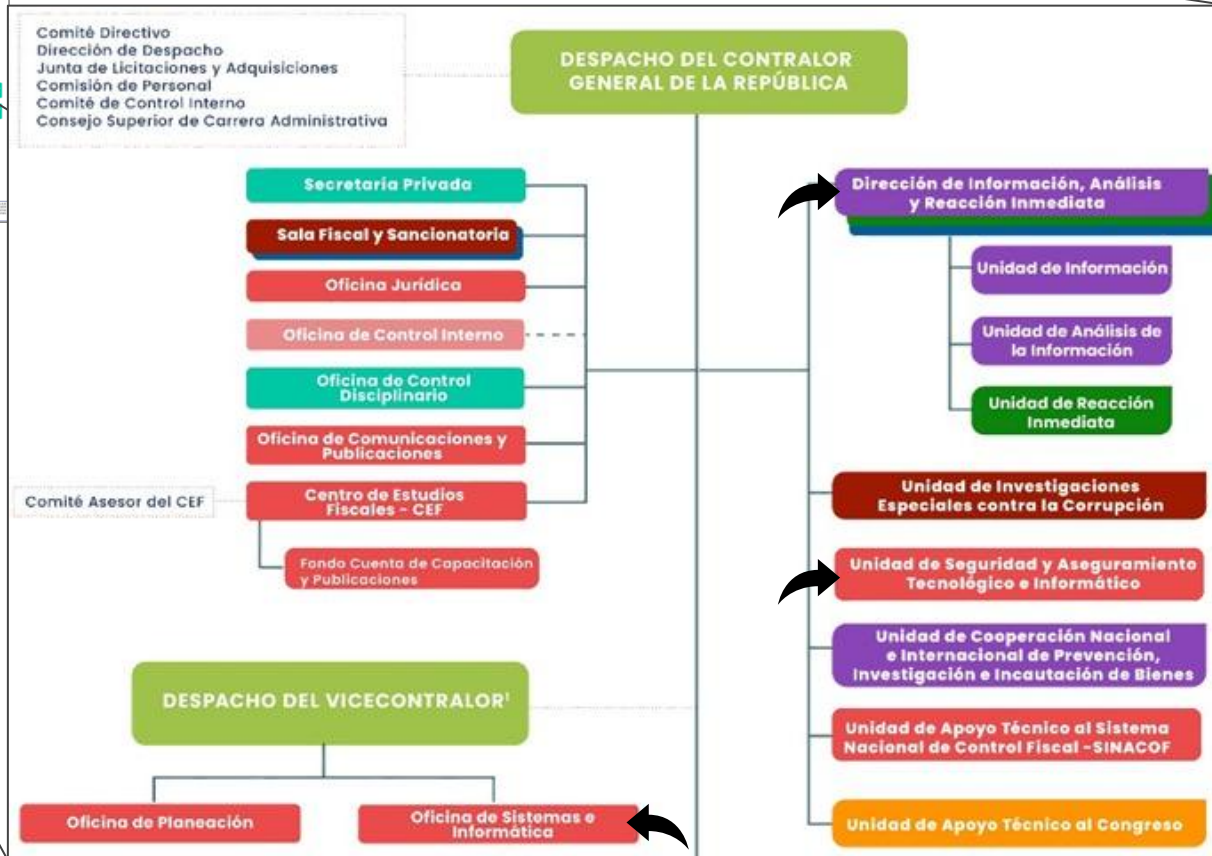 Comité Directivo
Dirección de Despacho
Junta de Licitaciones y Adquisiciones
Comisión de Personal
Comité de Control Interno
Consejo Superior de Carrera Administrativa
DESPACHO DEL CONTRALOR
GENERAL DE LA REPÚBLICA
Secretaría Privada
Sala Fiscal y Sancionatoria
Oficina Jurídica
Oficina de Control Interno
Oficina de Control
Disciplinario
Oficina de Comunicaciones y
Publicaciones
Comité Asesor del CEF
Centro de Estudios
Fiscales - CEF
Fondo Cuenta de Capacitación
y Publicaciones
Dirección de Información, Análisis
y Reacción Inmediata
Unidad de Información
Unidad de Análisis de
la Información
Unidad de Reacción
Inmediata
Unidad de Investigaciones
Especiales contra la Corrupción
Unidad de Seguridad y Aseguramiento
Tecnológico e Informático
Unidad de Cooperación Nacional
e Internacional de Prevención,
Investigación e Incautación de Bienes
Unidad de Apoyo Técnico al Sistema
Nacional de Control Fiscal -SINACOF
Unidad de Apoyo Técnico al Congreso
DESPACHO DEL VICECONTRALOR¹
Oficina de Planeación
Oficina de Sistemas e
Informática